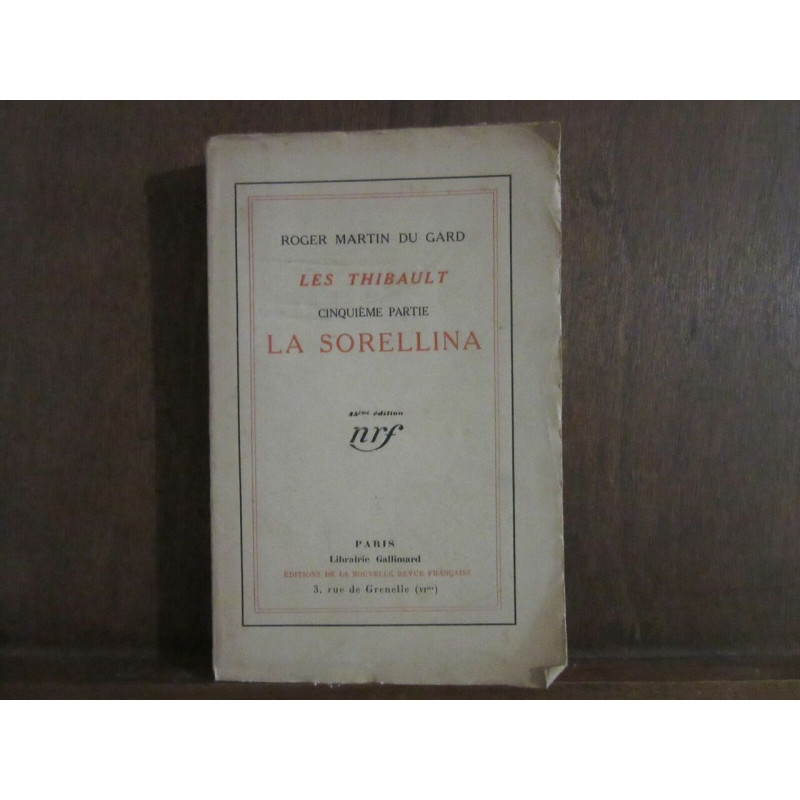 ROGER MARTIN DU GARD
LES THIBAULT
CINQUIÈME PARTIE
LA SORELLINA
édition
nrf
PARIS
Librairie Gallimard
ÉDITIONS DE LA NOUVELLE REVUE FRANÇAISE
3, rue de Grenelle (VIme)